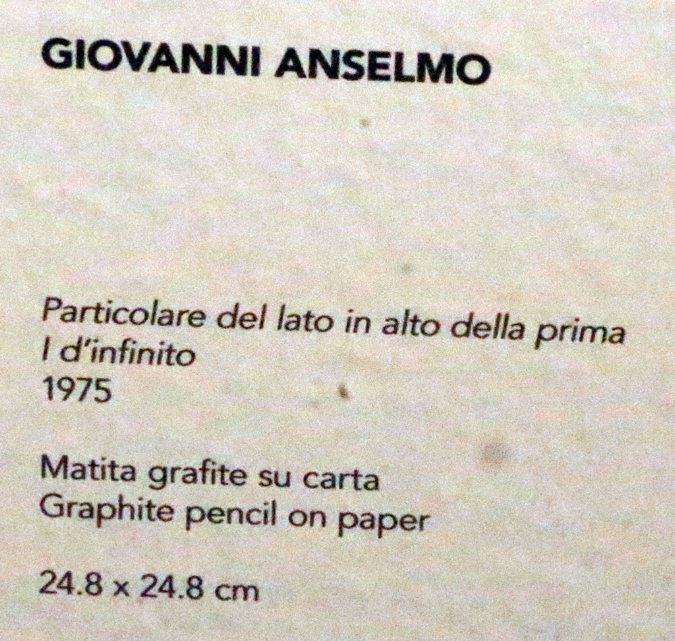 GIOVANNI ANSELMO
Particolare del lato in alto della prima
I d'infinito
1975
Matita grafite su carta
Graphite pencil on paper
24.8 x 24.8 cm